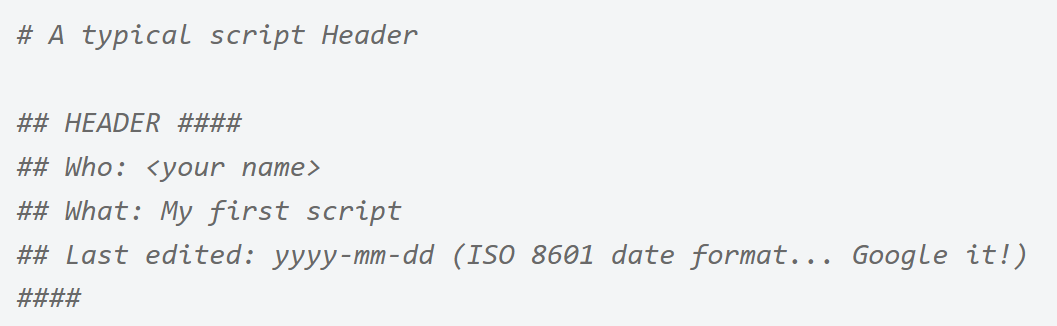 # A typical script Header
## HEADER ####
## Who: <your name>
## What: My first script
## Last edited: yyyy-mm-dd (ISO 8601 date format... Google it!)
####